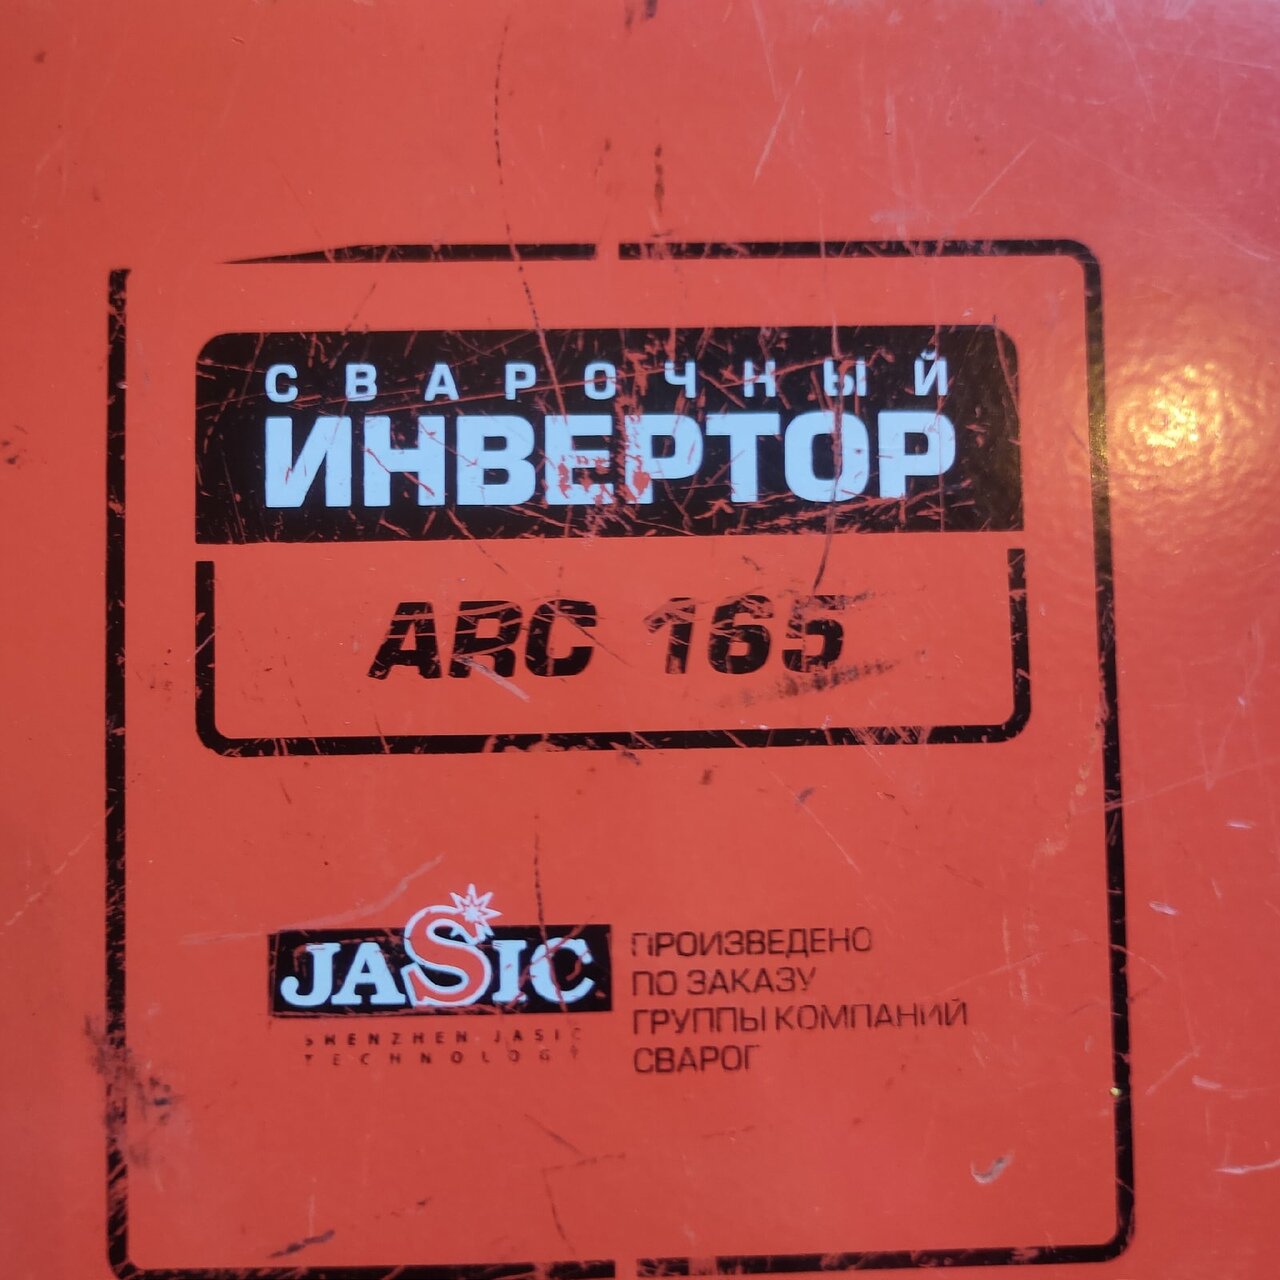 СВАРОЧНЫЙ
ИНВЕРТОР
ARC 165
JASIC
SHENZHEN JASIC
TECHNOLOGY
ПРОИЗВЕДЕНО
ПО ЗАКАЗУ
ГРУППЫ КОМПАНИЙ
СВАРОГ